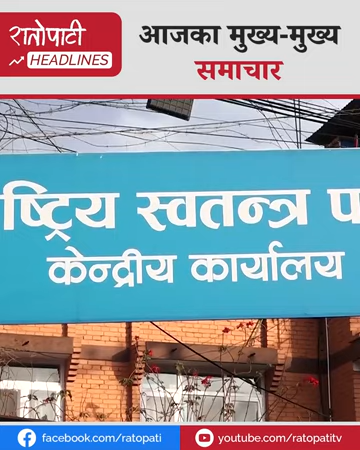 रातोपाटी
HEADLINES
आजका मुख्य-मुख्य
समाचार
ष्ट्रिय स्वतन्त्र प
केन्द्रीय कार्यालय
facebook.com/ratopati
youtube.com/ratopatitv